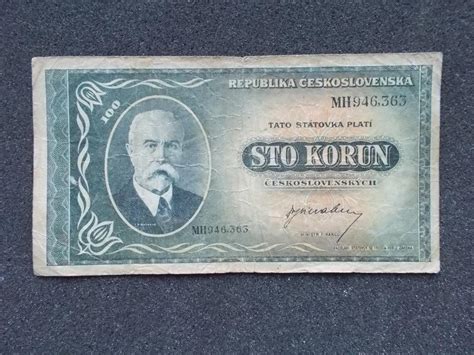 REPUBLIKA ČESKOSLOVENSKÁ
MH946,363
TATO STÁTOVKA PLATÍ
100
STO KORUN
ČESKOSLOVENSKÝCH
MH946,363